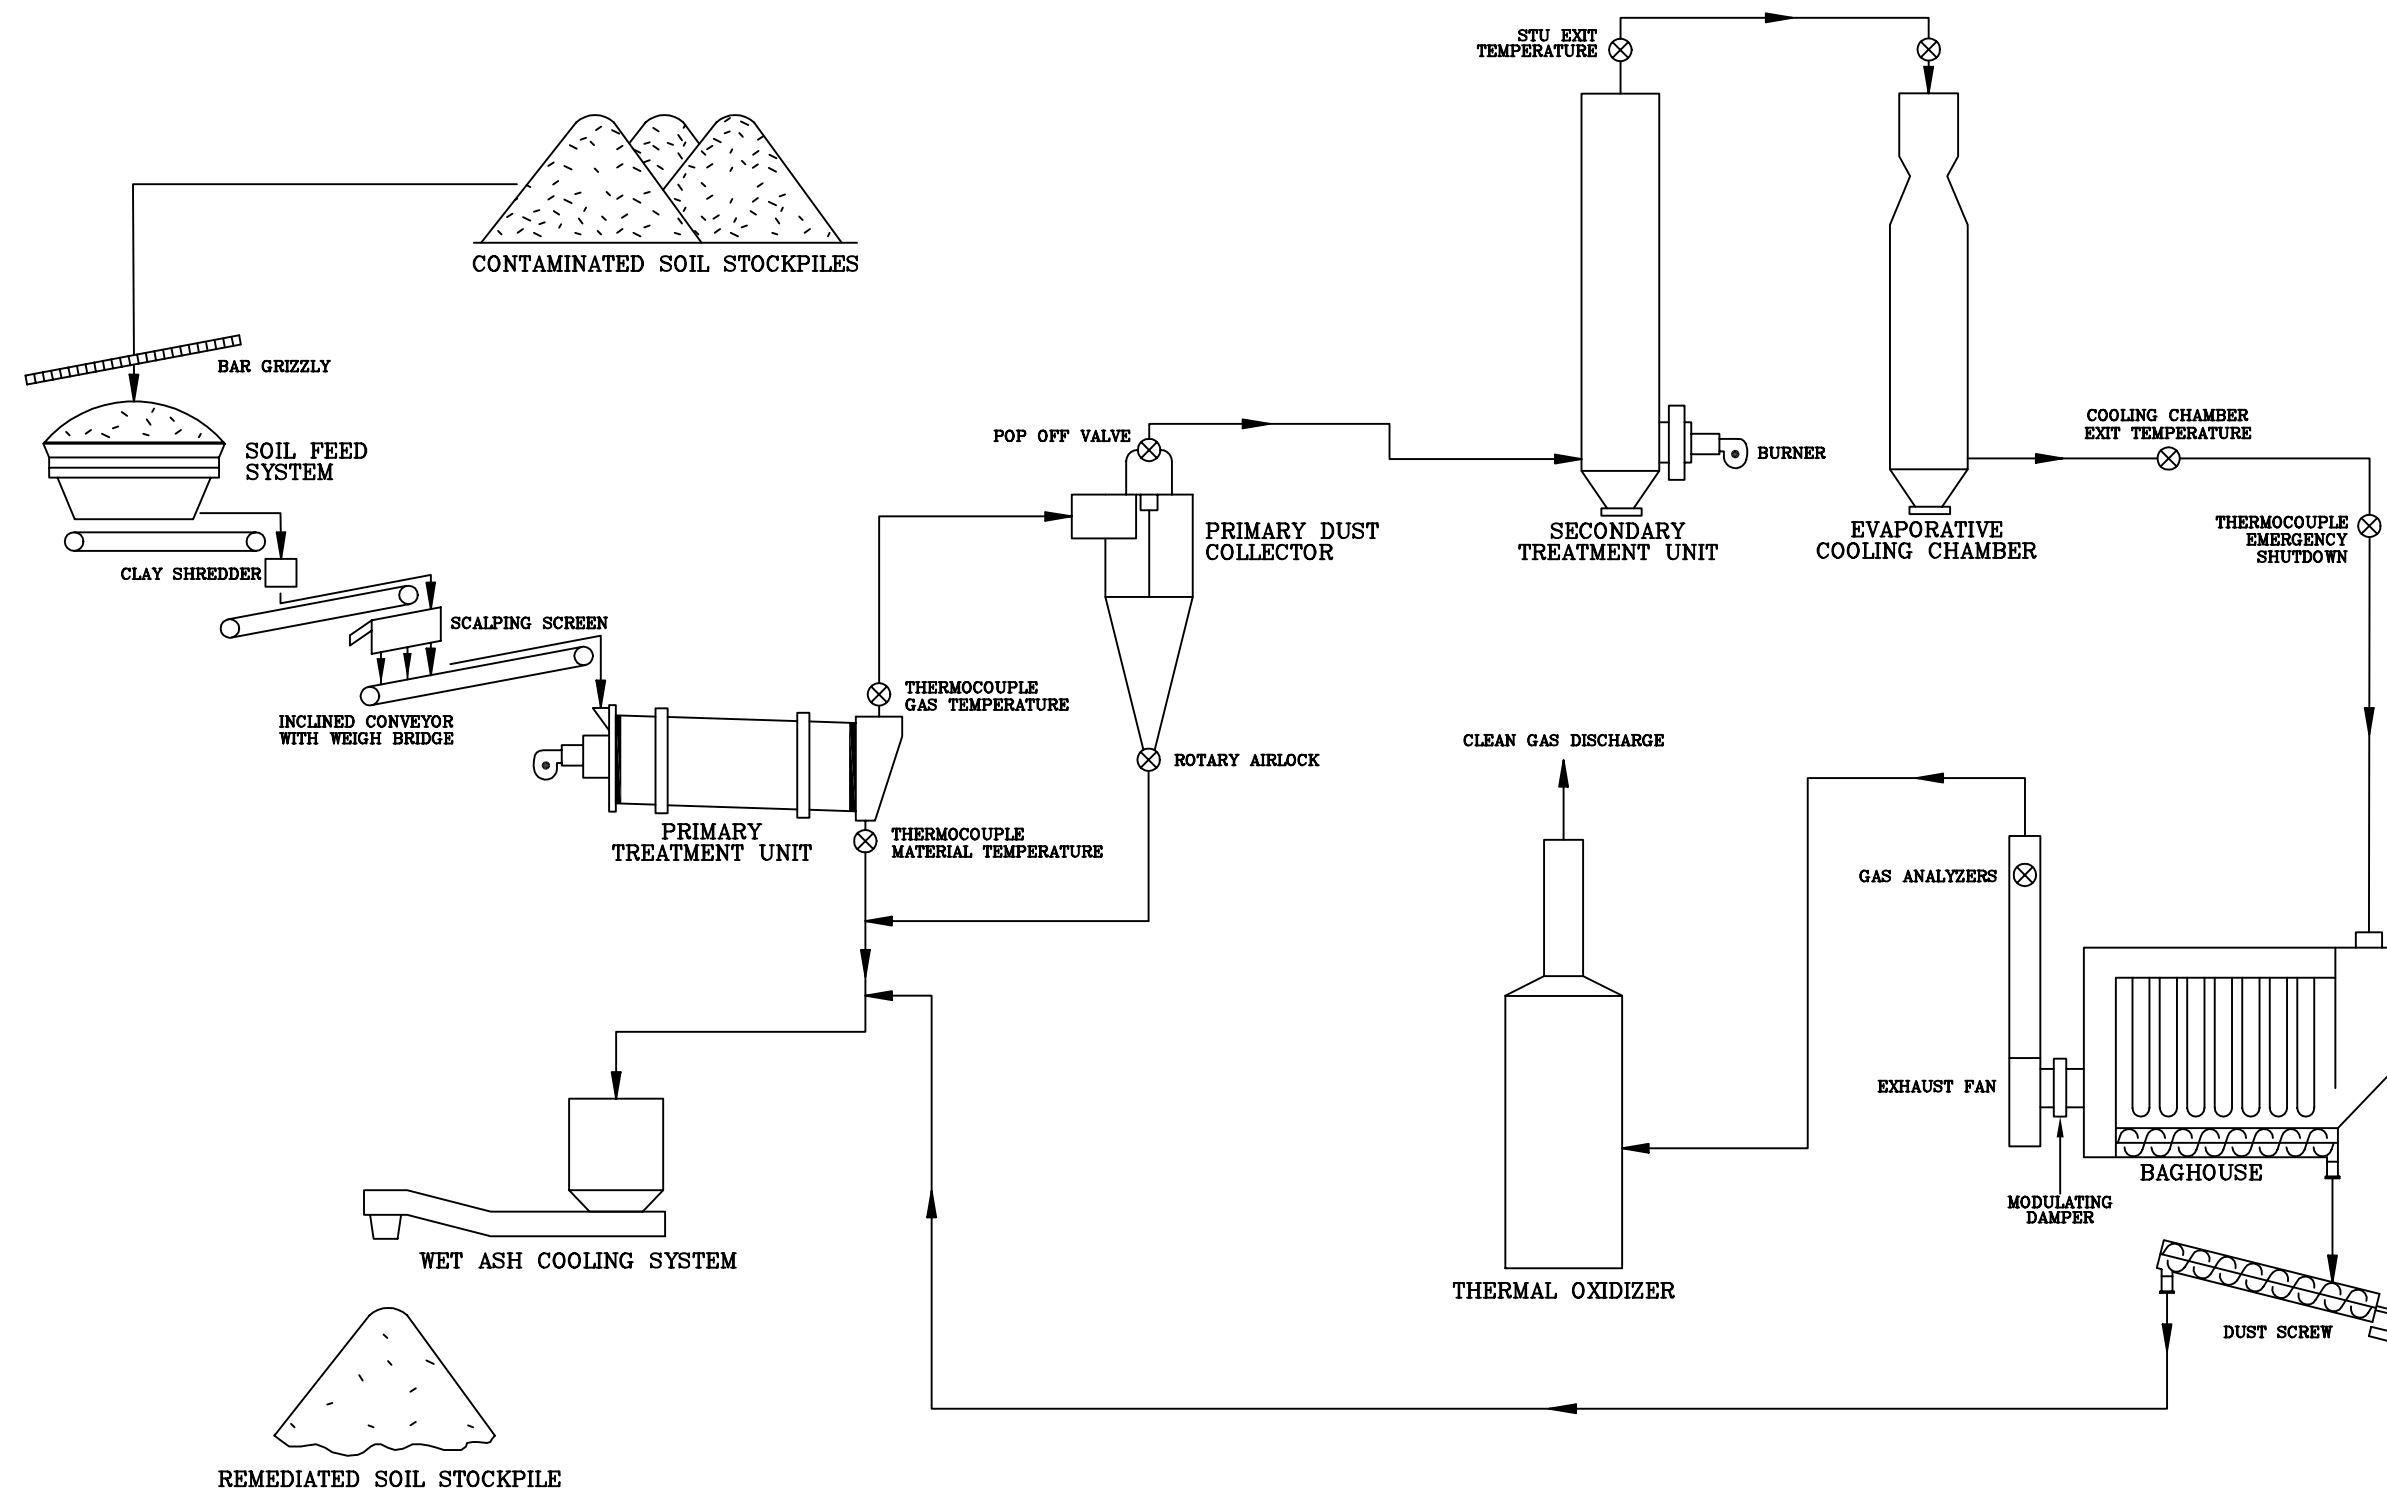 STU EXIT
TEMPERATURE
CONTAMINATED SOIL STOCKPILES
BAR GRIZZLY
SOIL FEED
SYSTEM
CLAY SHREDDER
SCALPING SCREEN
INCLINED CONVEYOR
WITH WEIGH BRIDGE
POP OFF VALVE
PRIMARY DUST
COLLECTOR
BURNER
SECONDARY
TREATMENT UNIT
EVAPORATIVE
COOLING CHAMBER
COOLING CHAMBER
EXIT TEMPERATURE
THERMOCOUPLE
EMERGENCY
SHUTDOWN
THERMOCOUPLE
GAS TEMPERATURE
ROTARY AIRLOCK
PRIMARY
TREATMENT UNIT
THERMOCOUPLE
MATERIAL TEMPERATURE
CLEAN GAS DISCHARGE
GAS ANALYZERS
EXHAUST FAN
BAGHOUSE
MODULATING
DAMPER
WET ASH COOLING SYSTEM
THERMAL OXIDIZER
DUST SCREW
REMEDIATED SOIL STOCKPILE